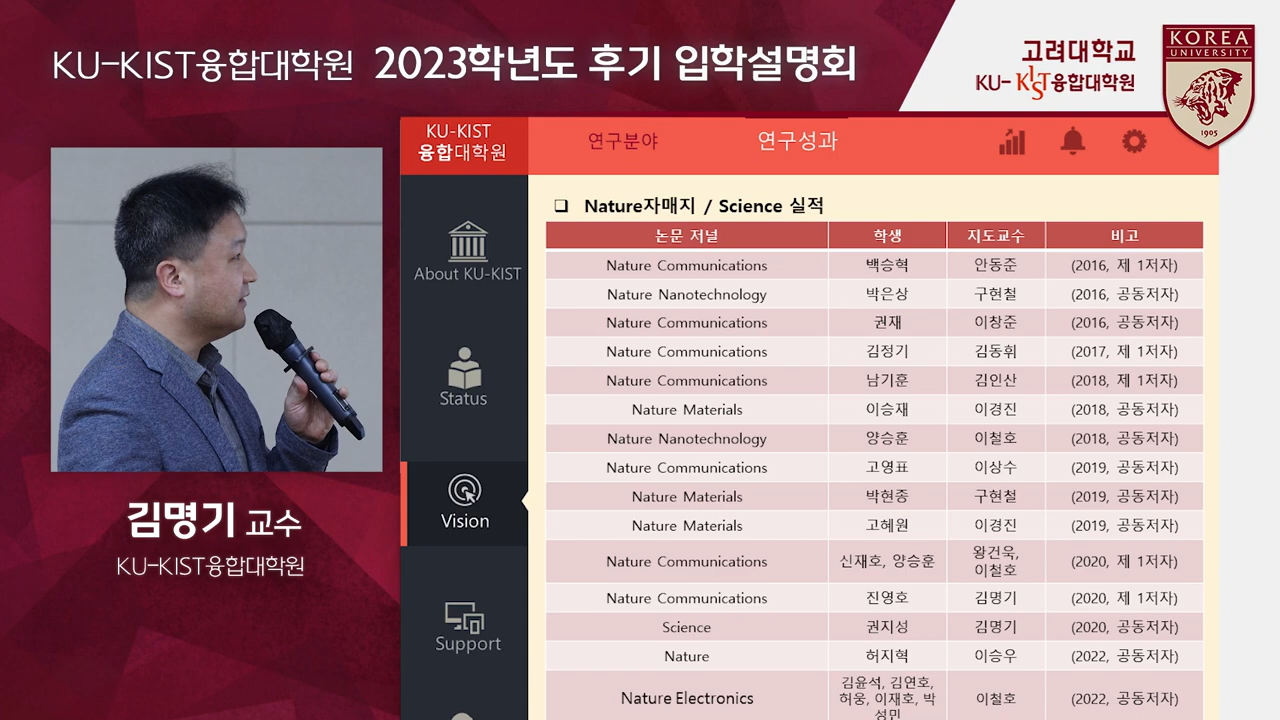 KU-KIST융합대학원 2023학년도 후기 입학설명회
고려대학교
KU-KIST융합대학원
KOREA
UNIVERSITY
1905
KU-KIST
융합대학원
연구분야 연구성과
About KU-KIST
Status
Vision
Support
김명기 교수
KU-KIST융합대학원
❑ Nature자매지 / Science 실적
논문 저널 학생 지도교수 비고
Nature Communications 백승혁 안동준 (2016, 제 1저자)
Nature Nanotechnology 박은상 구현철 (2016, 공동저자)
Nature Communications 권재 이창준 (2016, 공동저자)
Nature Communications 김정기 김동휘 (2017, 제 1저자)
Nature Communications 남기훈 김인산 (2018, 제 1저자)
Nature Materials 이승재 이경진 (2018, 공동저자)
Nature Nanotechnology 양승훈 이철호 (2018, 공동저자)
Nature Communications 고영표 이상수 (2019, 공동저자)
Nature Materials 박현종 구현철 (2019, 공동저자)
Nature Materials 고혜원 이경진 (2019, 공동저자)
Nature Communications 신재호, 양승훈 왕건욱, (2020, 제 1저자)
이철호
Nature Communications 진영호 김명기 (2020, 제 1저자)
Science 권지성 김명기 (2020, 공동저자)
Nature 허지혁 이승우 (2022, 공동저자)
김윤석, 김연호,
Nature Electronics 허웅, 이재호, 박 이철호 (2022, 공동저자)
성민